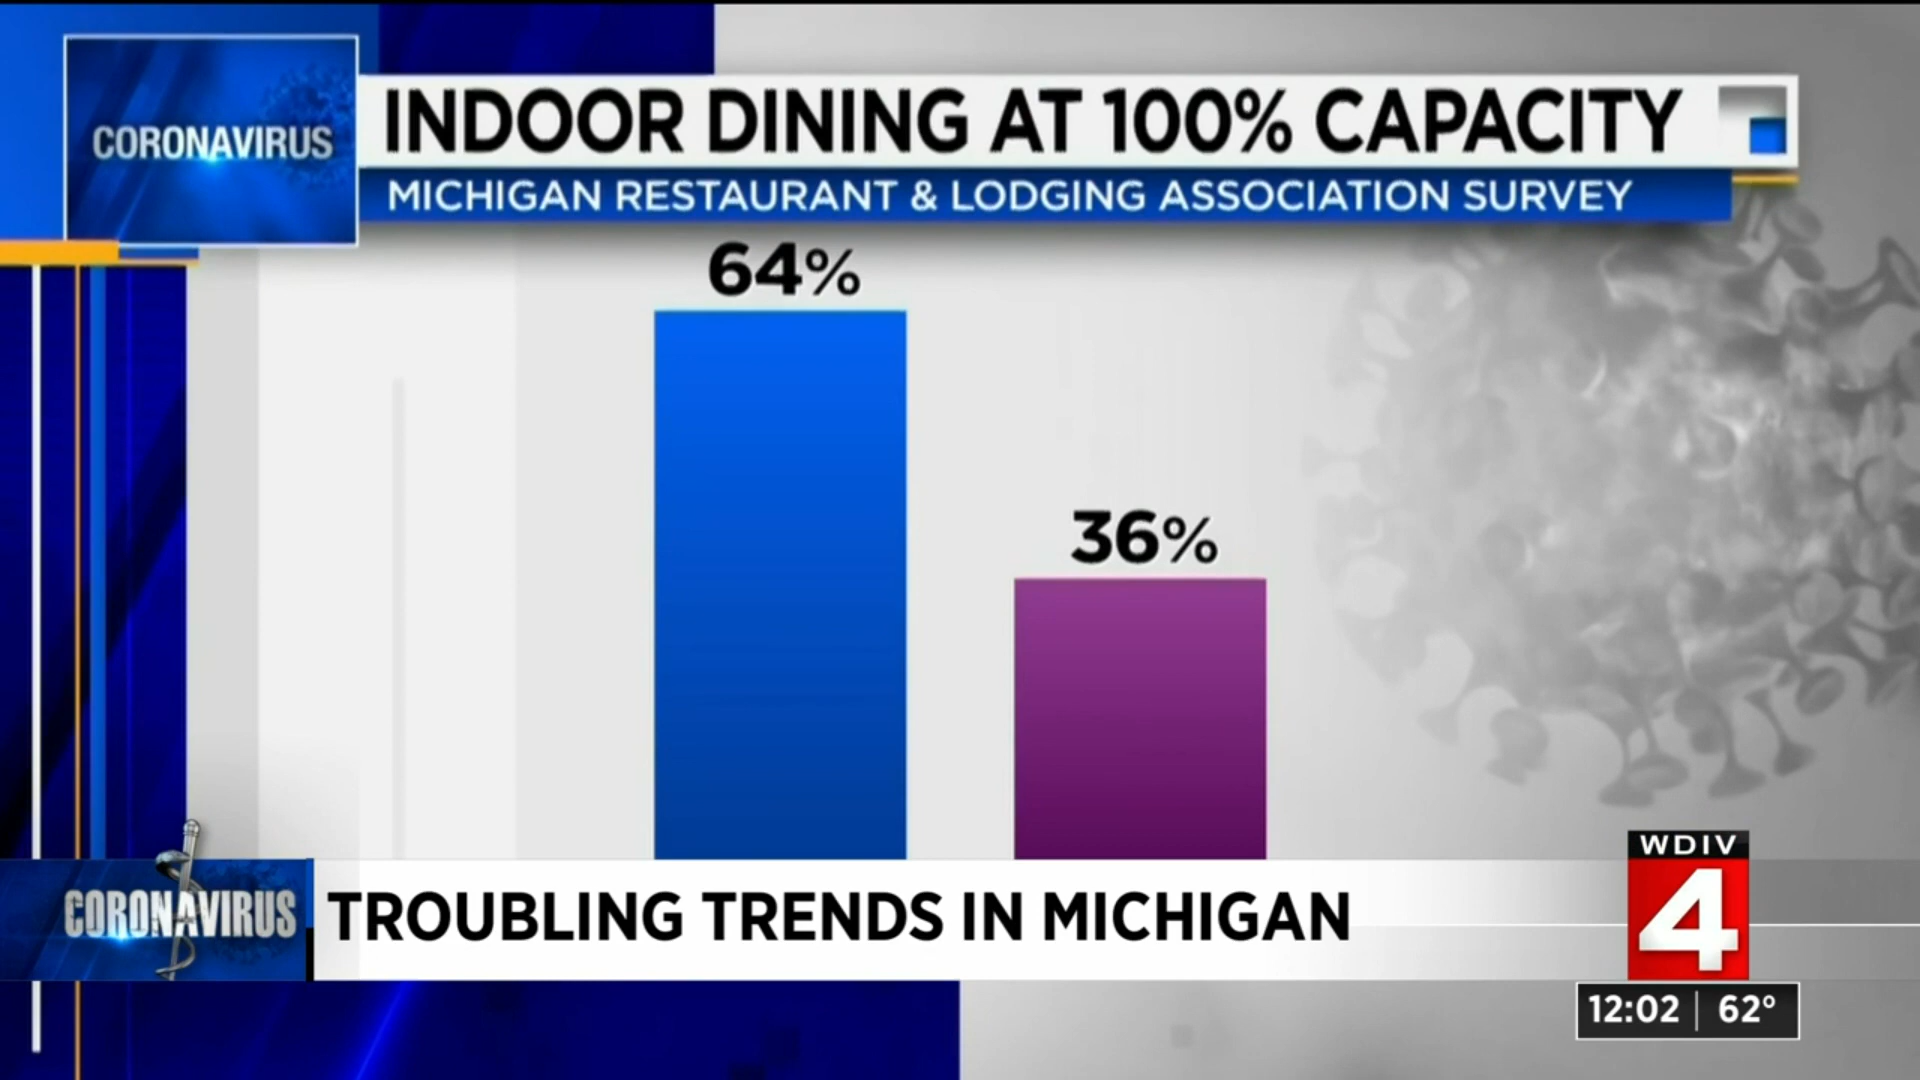 CORONAVIRUS
INDOOR DINING AT 100% CAPACITY
MICHIGAN RESTAURANT & LODGING ASSOCIATION SURVEY
64%
36%
CORONAVIRUS
TROUBLING TRENDS IN MICHIGAN
WDIV
4
12:02 | 62°